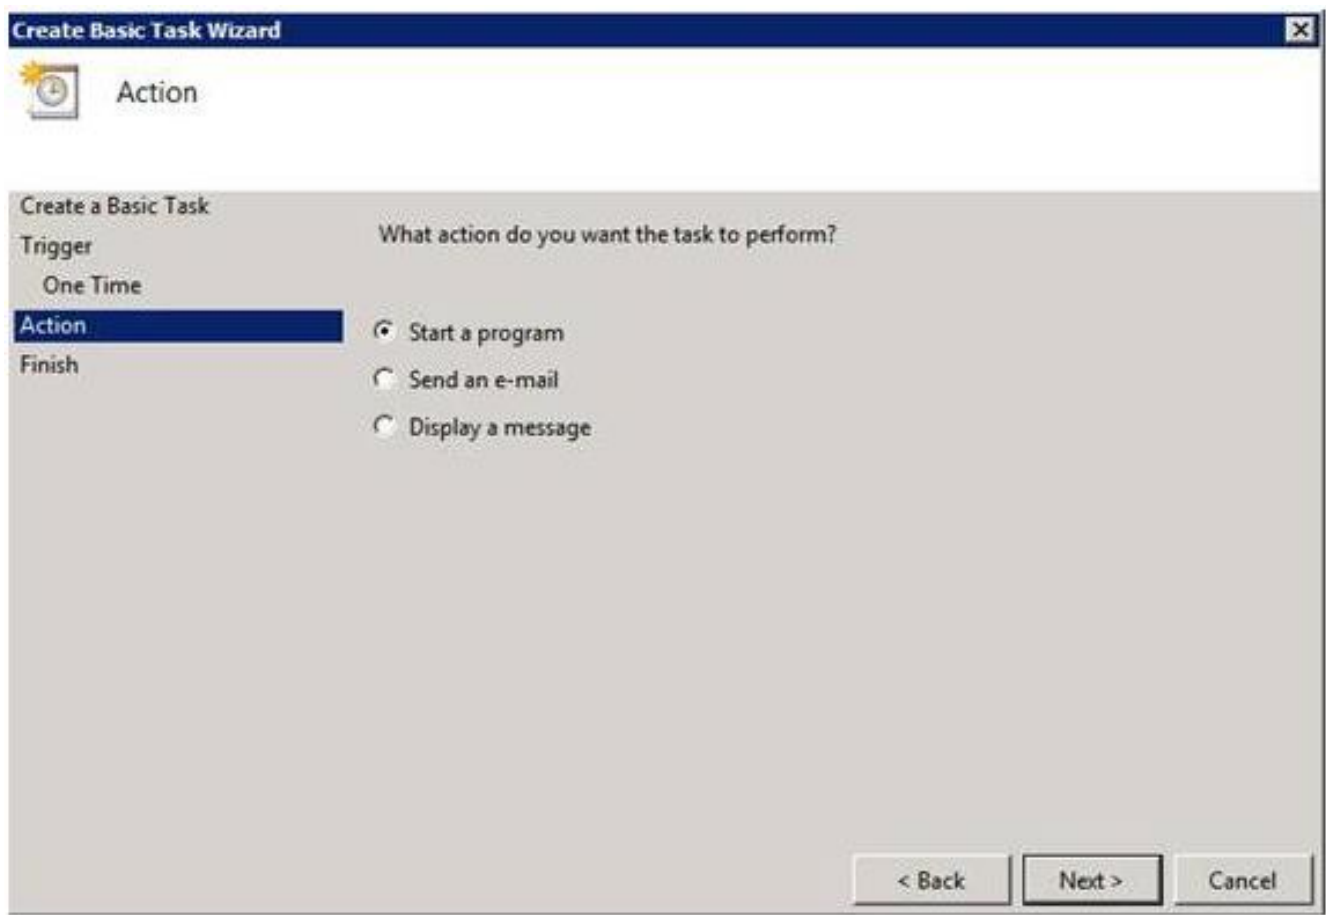 Create Basic Task Wizard
Action
Create a Basic Task
Trigger
One Time
Action
Finish
What action do you want the task to perform?
Start a program
Send an e-mail
Display a message
< Back
Next >
Cancel